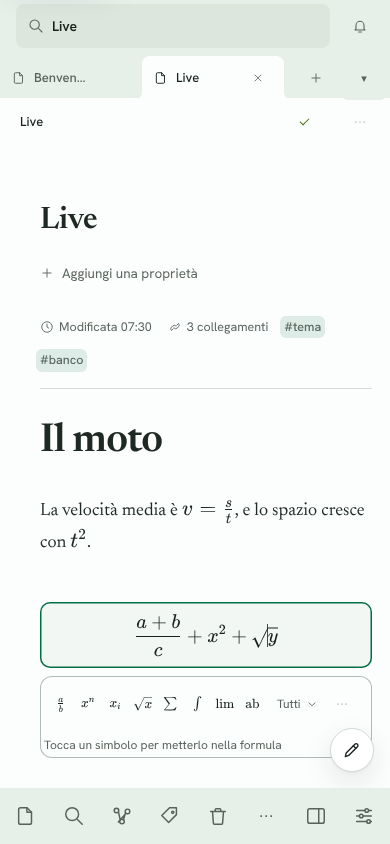 Live
Benven...
Live
Live
Live
Aggiungi una proprietà
Modificata 07:30 3 collegamenti #tema
#banco
Il moto
La velocità media è v = s/t, e lo spazio cresce
con t².
(a + b)/c + x² + √y
a/b xⁿ xᵢ √x ∑ ∫ lim ab Tutti
Tocca un simbolo per metterlo nella formula